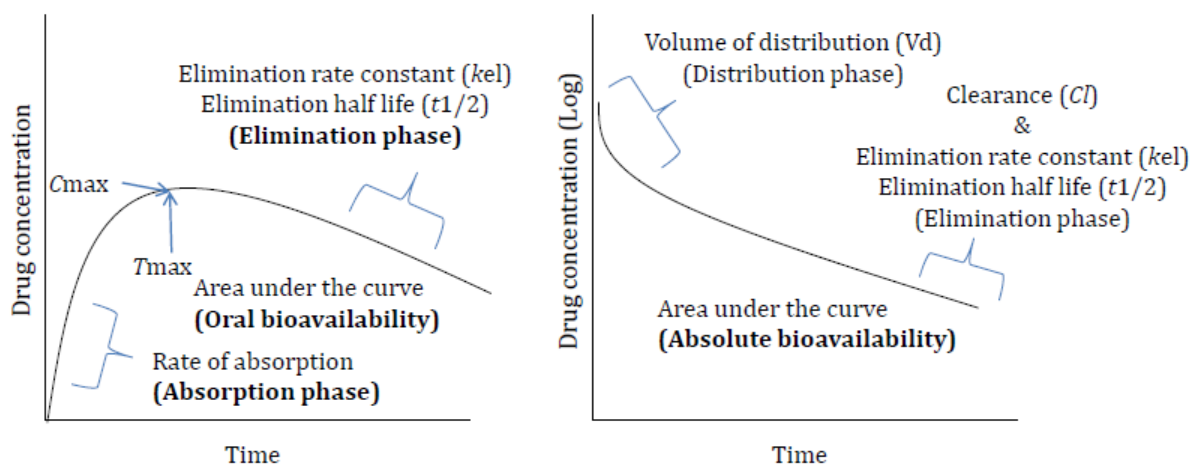 Drug concentration
Elimination rate constant (kel)
Elimination half life (t1/2)
(Elimination phase)
Cmax
Tmax
Area under the curve
(Oral bioavailability)
Rate of absorption
(Absorption phase)
Time
Drug concentration (Log)
Volume of distribution (Vd)
(Distribution phase)
Clearance (Cl)
&
Elimination rate constant (kel)
Elimination half life (t1/2)
(Elimination phase)
Area under the curve
(Absolute bioavailability)
Time